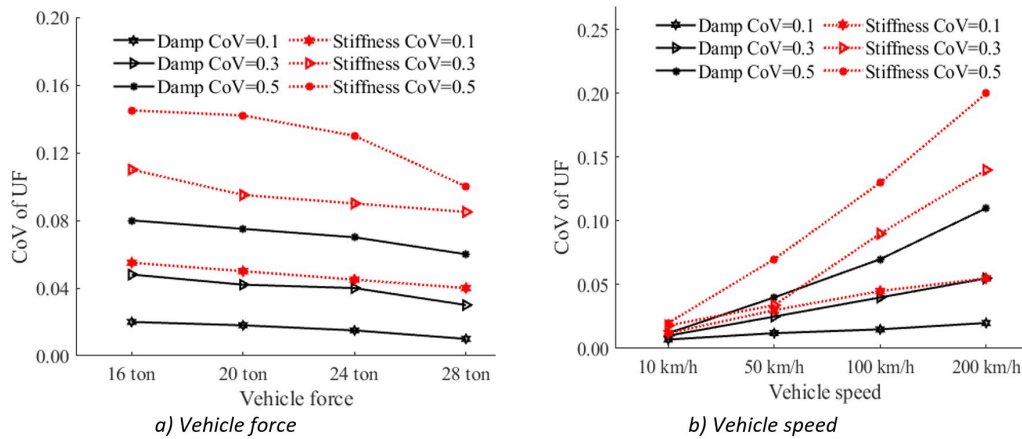 0.20
0.16
0.12
0.08
0.04
0.00
CoV of UF
Damp CoV=0.1
Damp CoV=0.3
Damp CoV=0.5
Stiffness CoV=0.1
Stiffness CoV=0.3
Stiffness CoV=0.5
16 ton 20 ton 24 ton 28 ton
Vehicle force
a) Vehicle force
0.25
0.20
0.15
0.10
0.05
0.00
CoV of UF
Damp CoV=0.1
Damp CoV=0.3
Damp CoV=0.5
Stiffness CoV=0.1
Stiffness CoV=0.3
Stiffness CoV=0.5
10 km/h 50 km/h 100 km/h 200 km/h
Vehicle speed
b) Vehicle speed